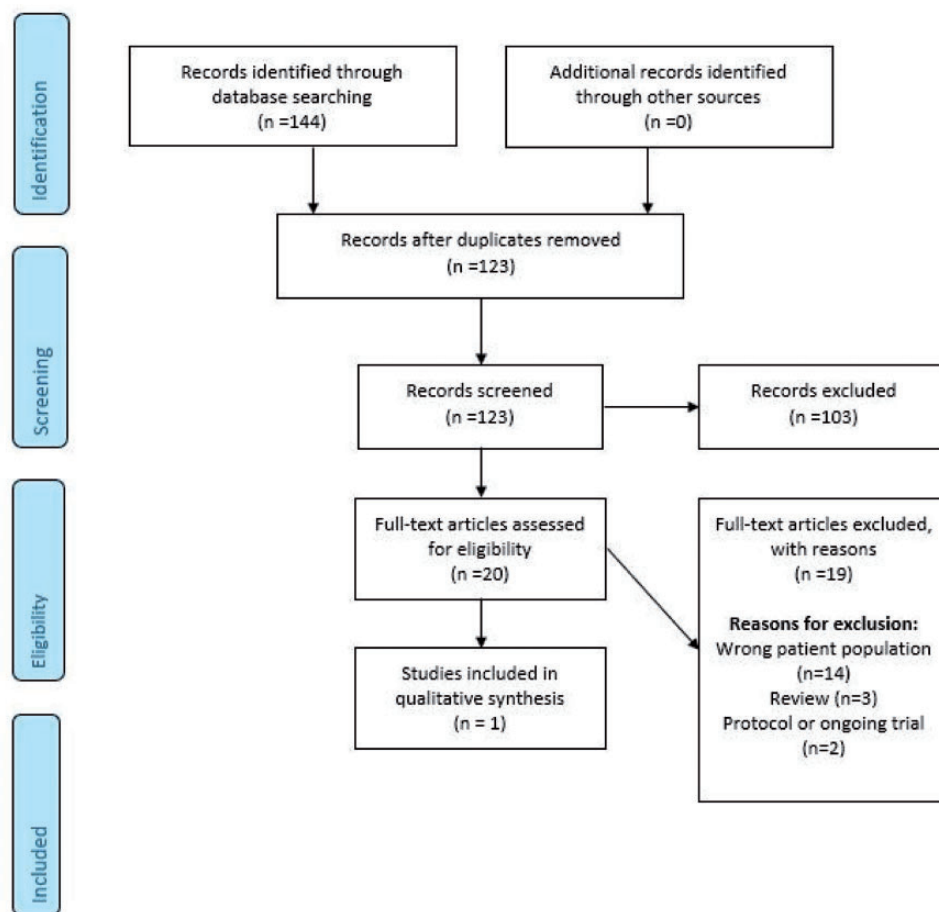 Identification
Records identified through
database searching
(n =144)
Additional records identified
through other sources
(n =0)
Records after duplicates removed
(n =123)
Screening
Records screened
(n =123)
Records excluded
(n =103)
Eligibility
Full-text articles assessed
for eligibility
(n =20)
Full-text articles excluded,
with reasons
(n =19)
Reasons for exclusion:
Wrong patient population
(n=14)
Review (n=3)
Protocol or ongoing trial
(n=2)
Studies included in
qualitative synthesis
(n = 1)
Included